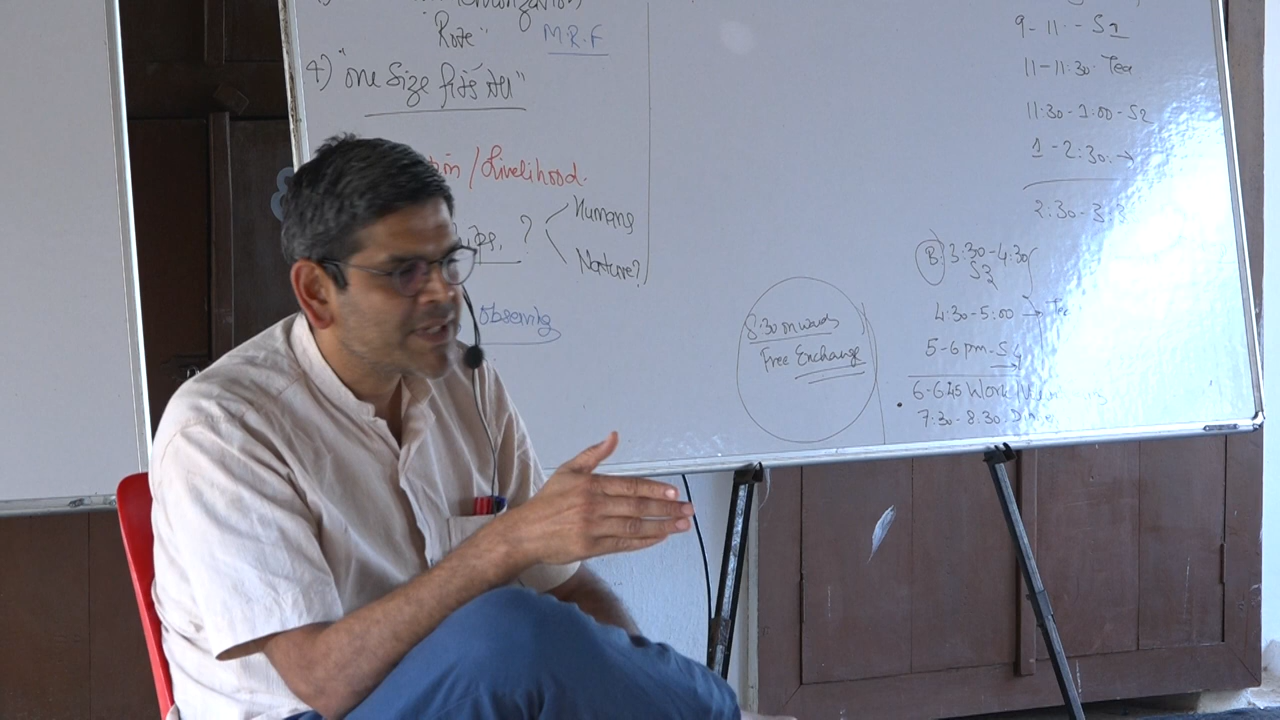 Rote" M.R.F
4) "one Size fits All"
/Livelihood.
? Humans
Nature?
observing
8:30 onwards
Free Exchange
9-11 - S1
11-11:30. Tea
11:30-1.00-S2
1 - 2:30. →
2:30-3.3
B. 3:30-4:30
S3
4:30-5:00 → Tea
5-6 pm - S4
6-6.45 Work
7:30-8.30